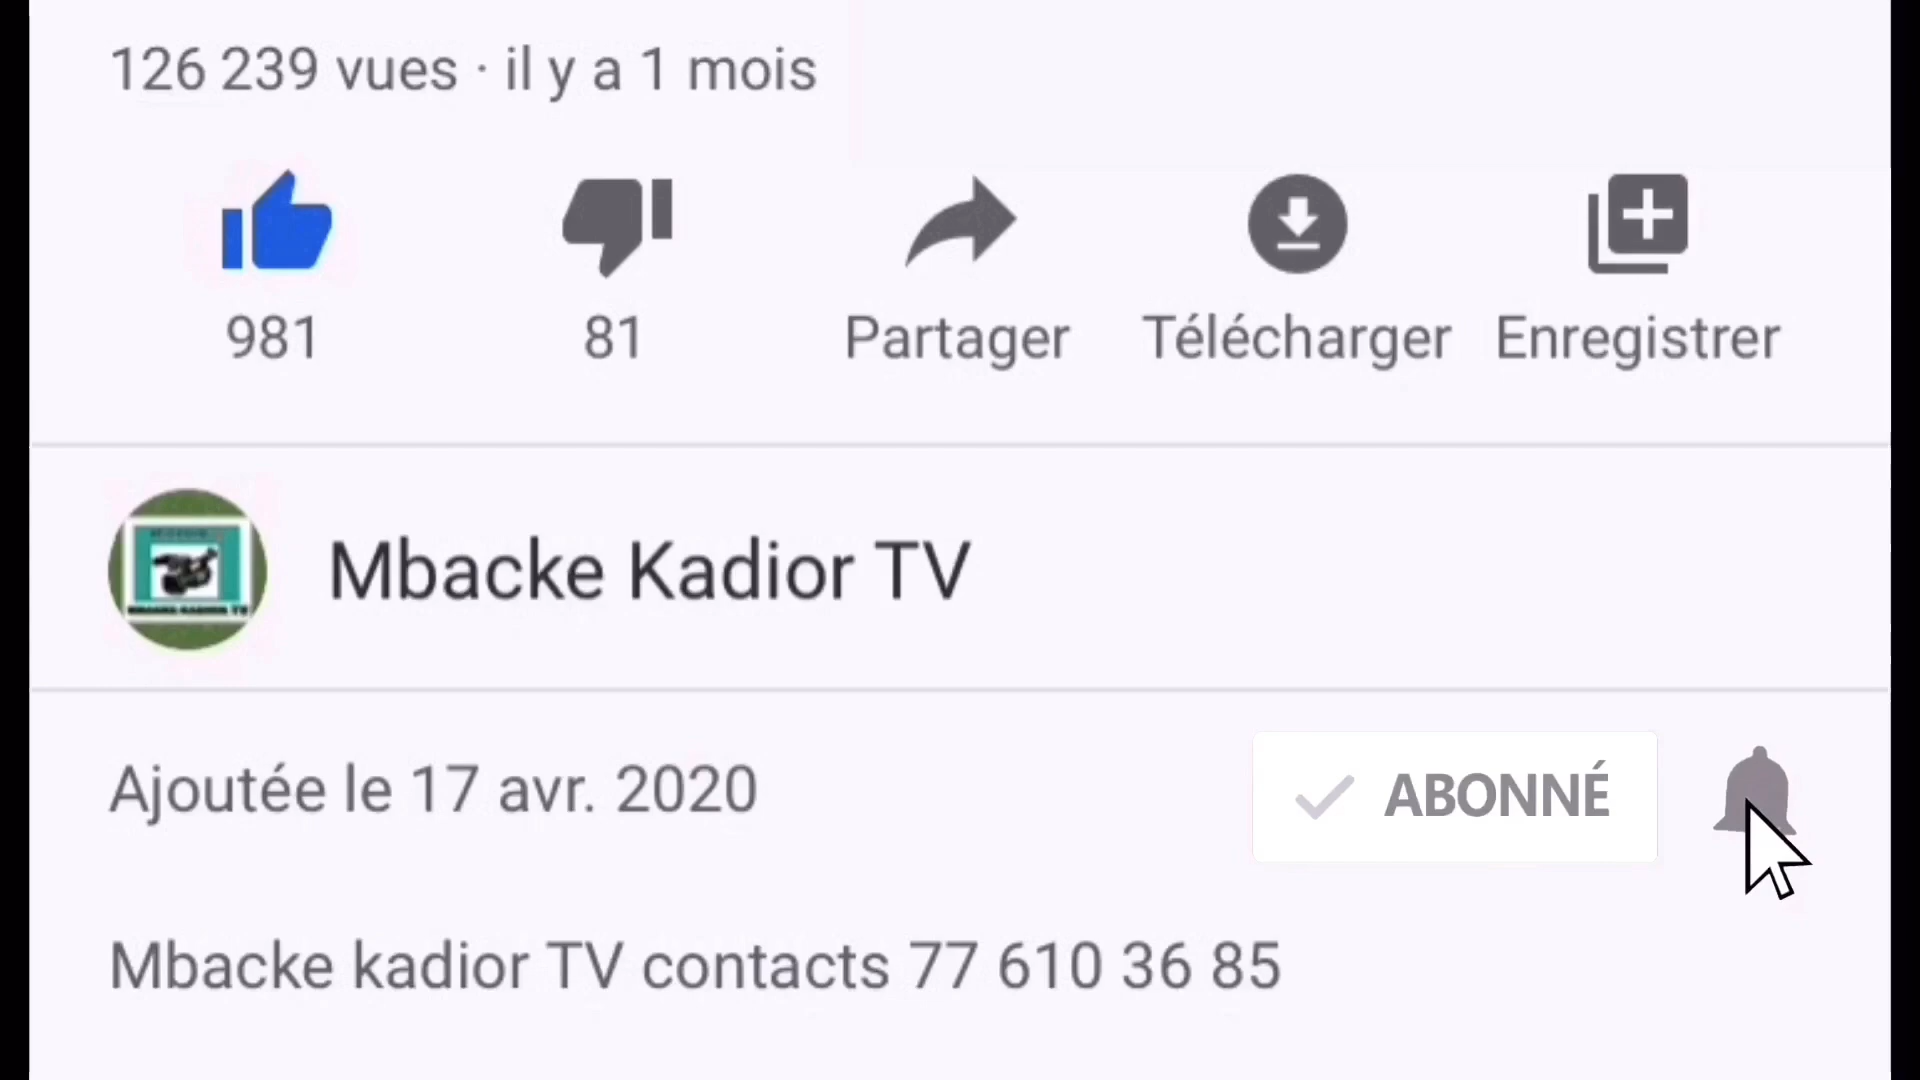 126 239 vues · il y a 1 mois
981
81
Partager
Télécharger
Enregistrer
Mbacke Kadior TV
Ajoutée le 17 avr. 2020
ABONNÉ
Mbacke kadior TV contacts 77 610 36 85